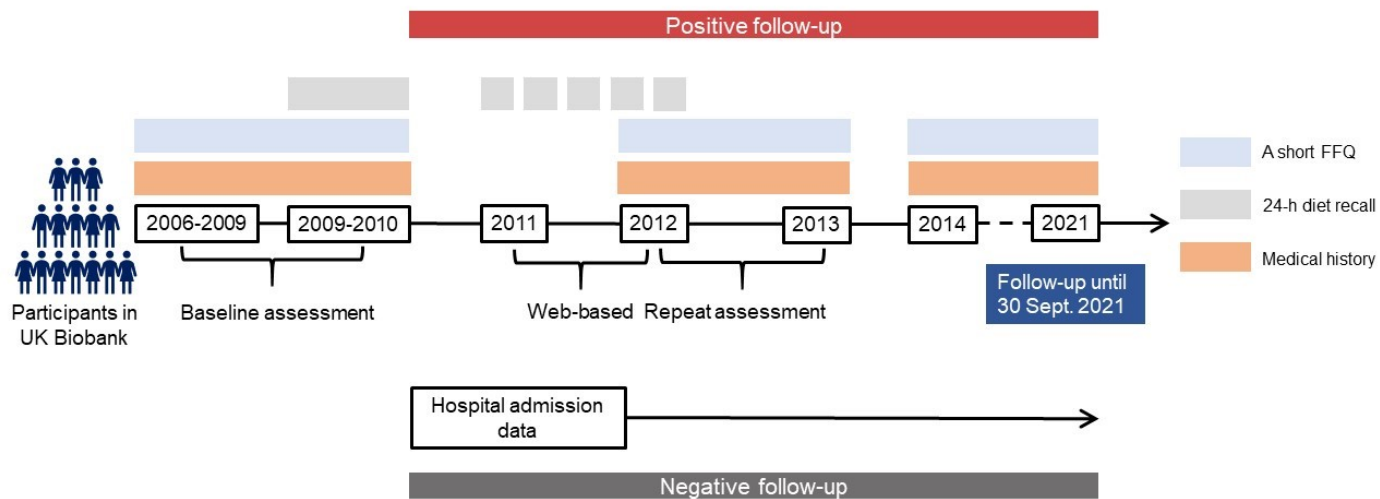 Positive follow-up
A short FFQ
24-h diet recall
Medical history
2006-2009
2009-2010
2011
2012
2013
2014
2021
Participants in
UK Biobank
Baseline assessment
Web-based
Repeat assessment
Follow-up until
30 Sept. 2021
Hospital admission
data
Negative follow-up